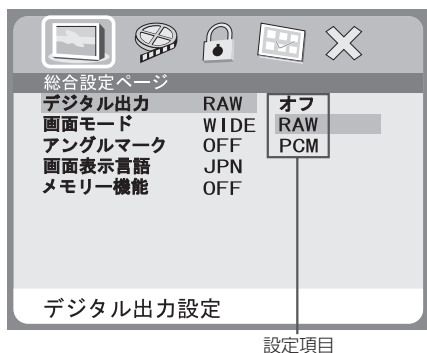 総合設定ページ
デジタル出力 RAW オフ
画面モード WIDE RAW
アングルマーク OFF PCM
画面表示言語 JPN
メモリー機能 OFF
デジタル出力設定
設定項目